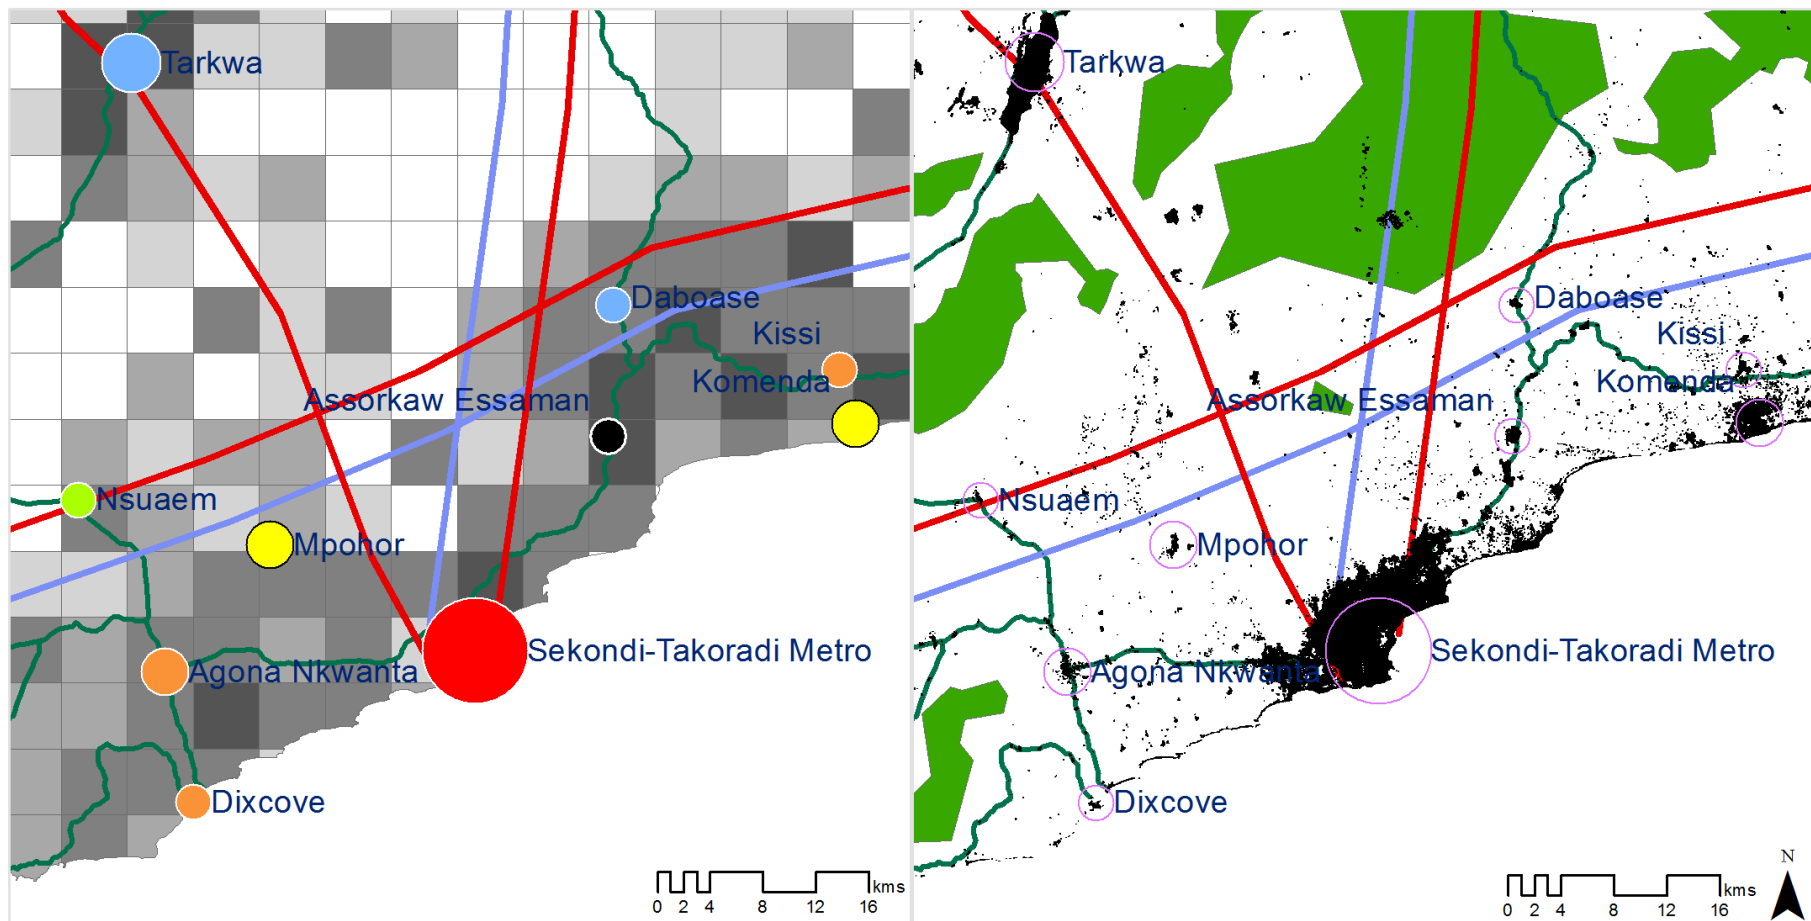 Tarkwa
Daboase
Kissi
Komenda
Assorkaw Essaman
Nsuaem
Mpohor
Sekondi-Takoradi Metro
Agona Nkwanta
Dixcove
kms
0 2 4 8 12 16
Tarkwa
Daboase
Kissi
Komenda
Assorkaw Essaman
Nsuaem
Mpohor
Sekondi-Takoradi Metro
Agona Nkwanta
Dixcove
N
kms
0 2 4 8 12 16